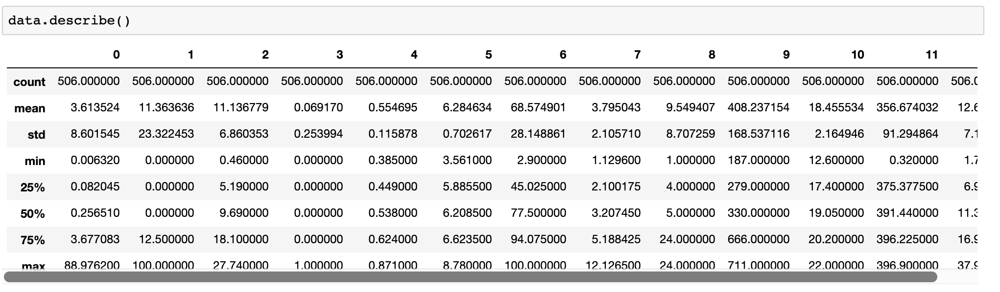 data.describe()
0 1 2 3 4 5 6 7 8 9 10 11
count 506.000000 506.000000 506.000000 506.000000 506.000000 506.000000 506.000000 506.000000 506.000000 506.000000 506.000000 506.000000 506.0
mean 3.613524 11.363636 11.136779 0.069170 0.554695 6.284634 68.574901 3.795043 9.549407 408.237154 18.455534 356.674032 12.6
std 8.601545 23.322453 6.860353 0.253994 0.115878 0.702617 28.148861 2.105710 8.707259 168.537116 2.164946 91.294864 7.1
min 0.006320 0.000000 0.460000 0.000000 0.385000 3.561000 2.900000 1.129600 1.000000 187.000000 12.600000 0.320000 1.7
25% 0.082045 0.000000 5.190000 0.000000 0.449000 5.885500 45.025000 2.100175 4.000000 279.000000 17.400000 375.377500 6.9
50% 0.256510 0.000000 9.690000 0.000000 0.538000 6.208500 77.500000 3.207450 5.000000 330.000000 19.050000 391.440000 11.3
75% 3.677083 12.500000 18.100000 0.000000 0.624000 6.623500 94.075000 5.188425 24.000000 666.000000 20.200000 396.225000 16.9
max 88.976200 100.000000 27.740000 1.000000 0.871000 8.780000 100.000000 12.126500 24.000000 711.000000 22.000000 396.900000 37.9